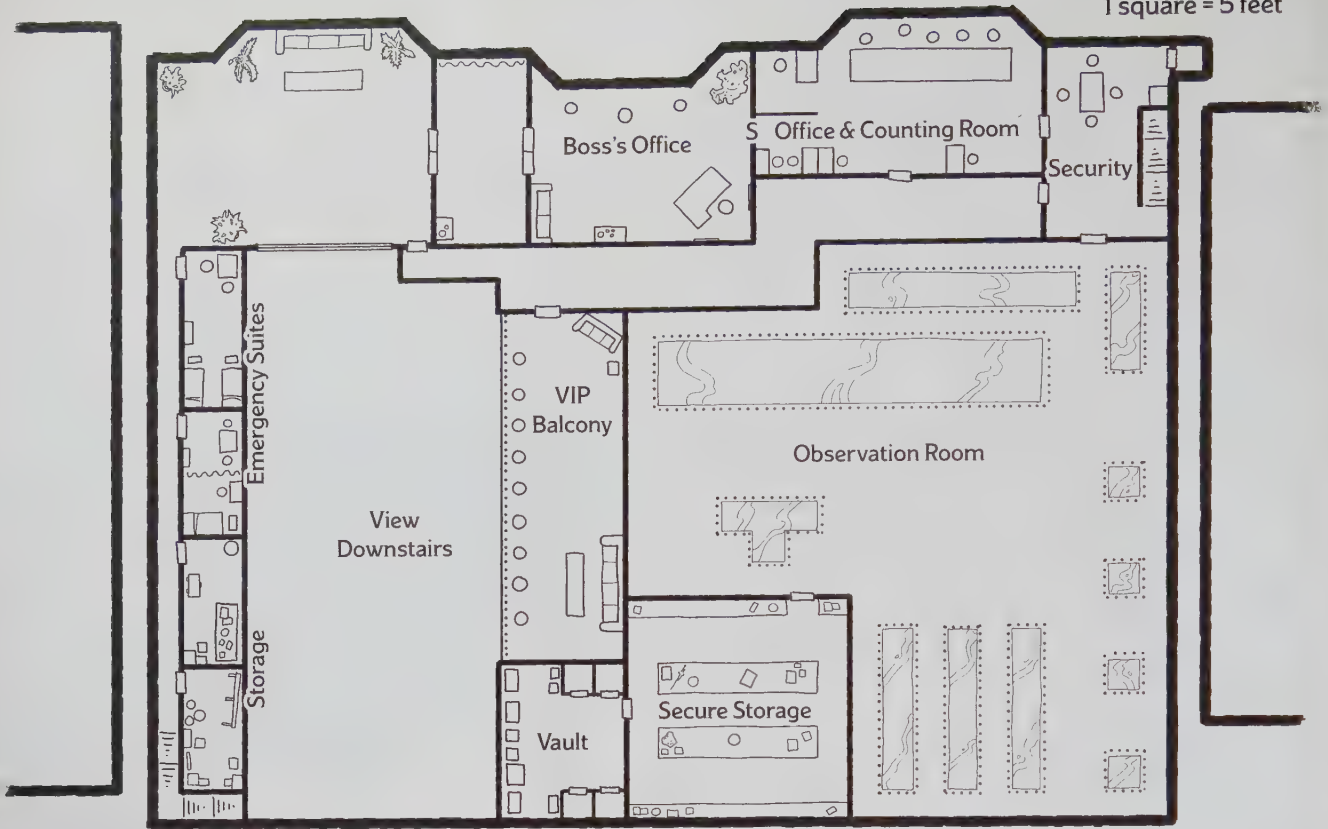 1 square = 5 feet
Boss's Office
S
Office & Counting Room
Security
Emergency Suites
VIP
Balcony
Observation Room
View
Downstairs
Storage
Secure Storage
Vault